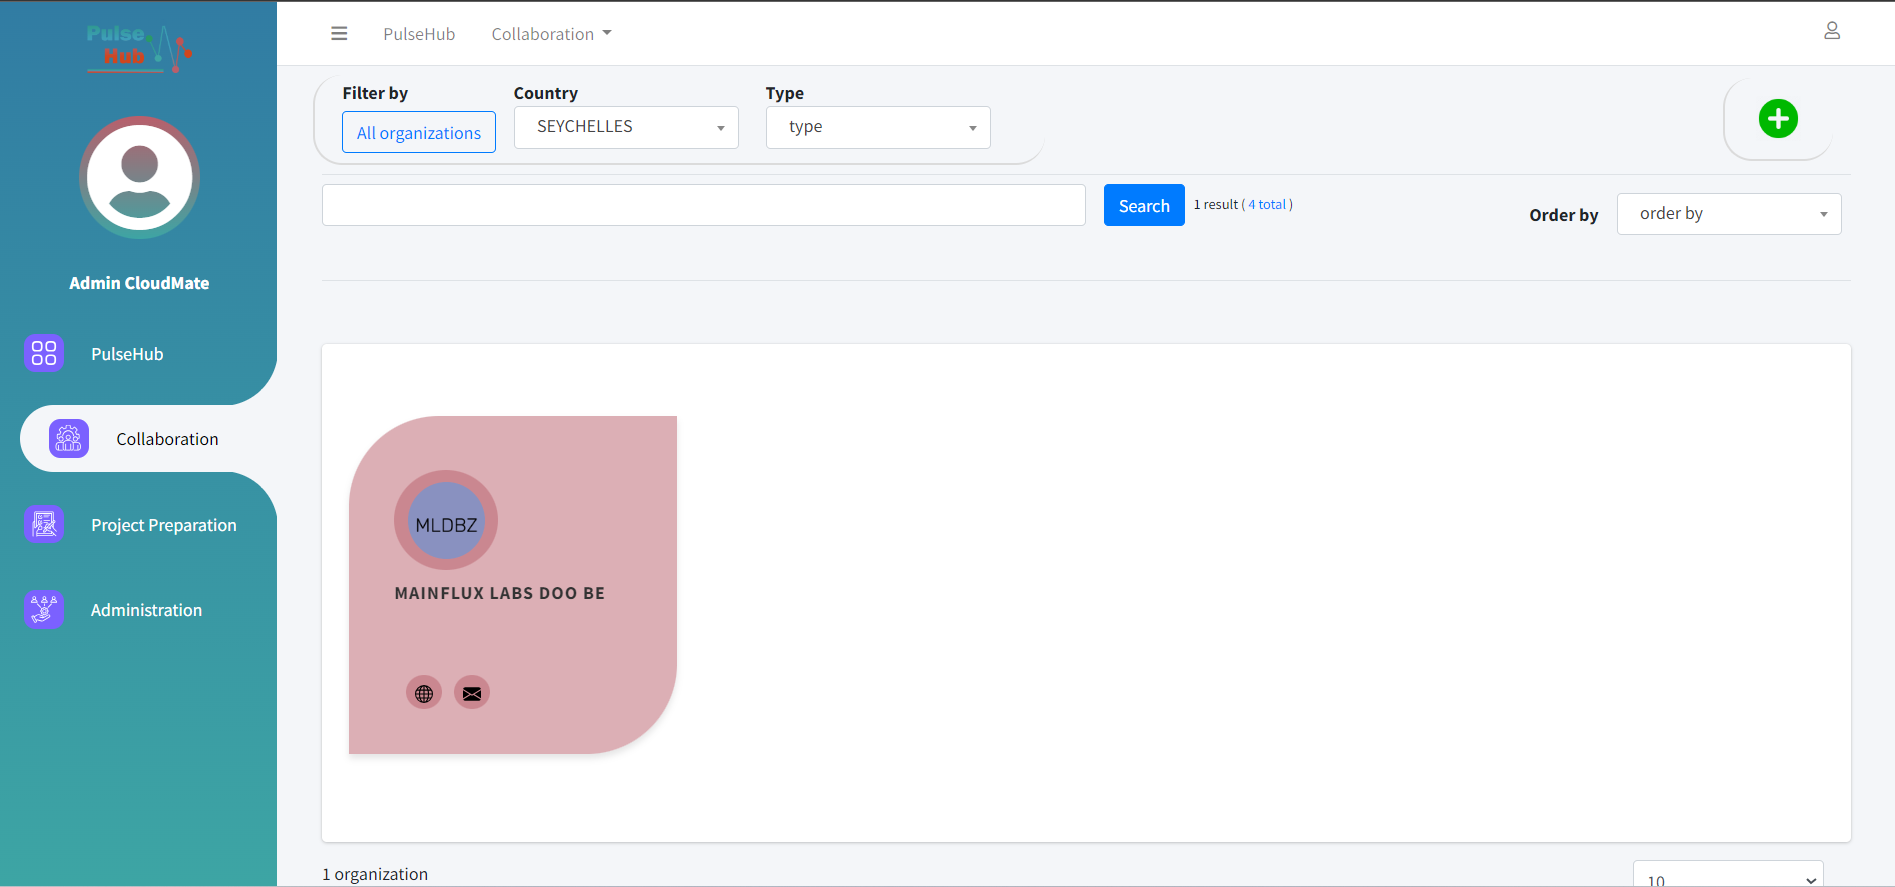 Pulse
Hub
Admin CloudMate
PulseHub
Collaboration
Project Preparation
Administration
PulseHub
Collaboration
Filter by
Country
Type
All organizations
SEYCHELLES
type
Search
1 result ( 4 total )
Order by
order by
MLDBZ
MAINFLUX LABS DOO BE
1 organization
10